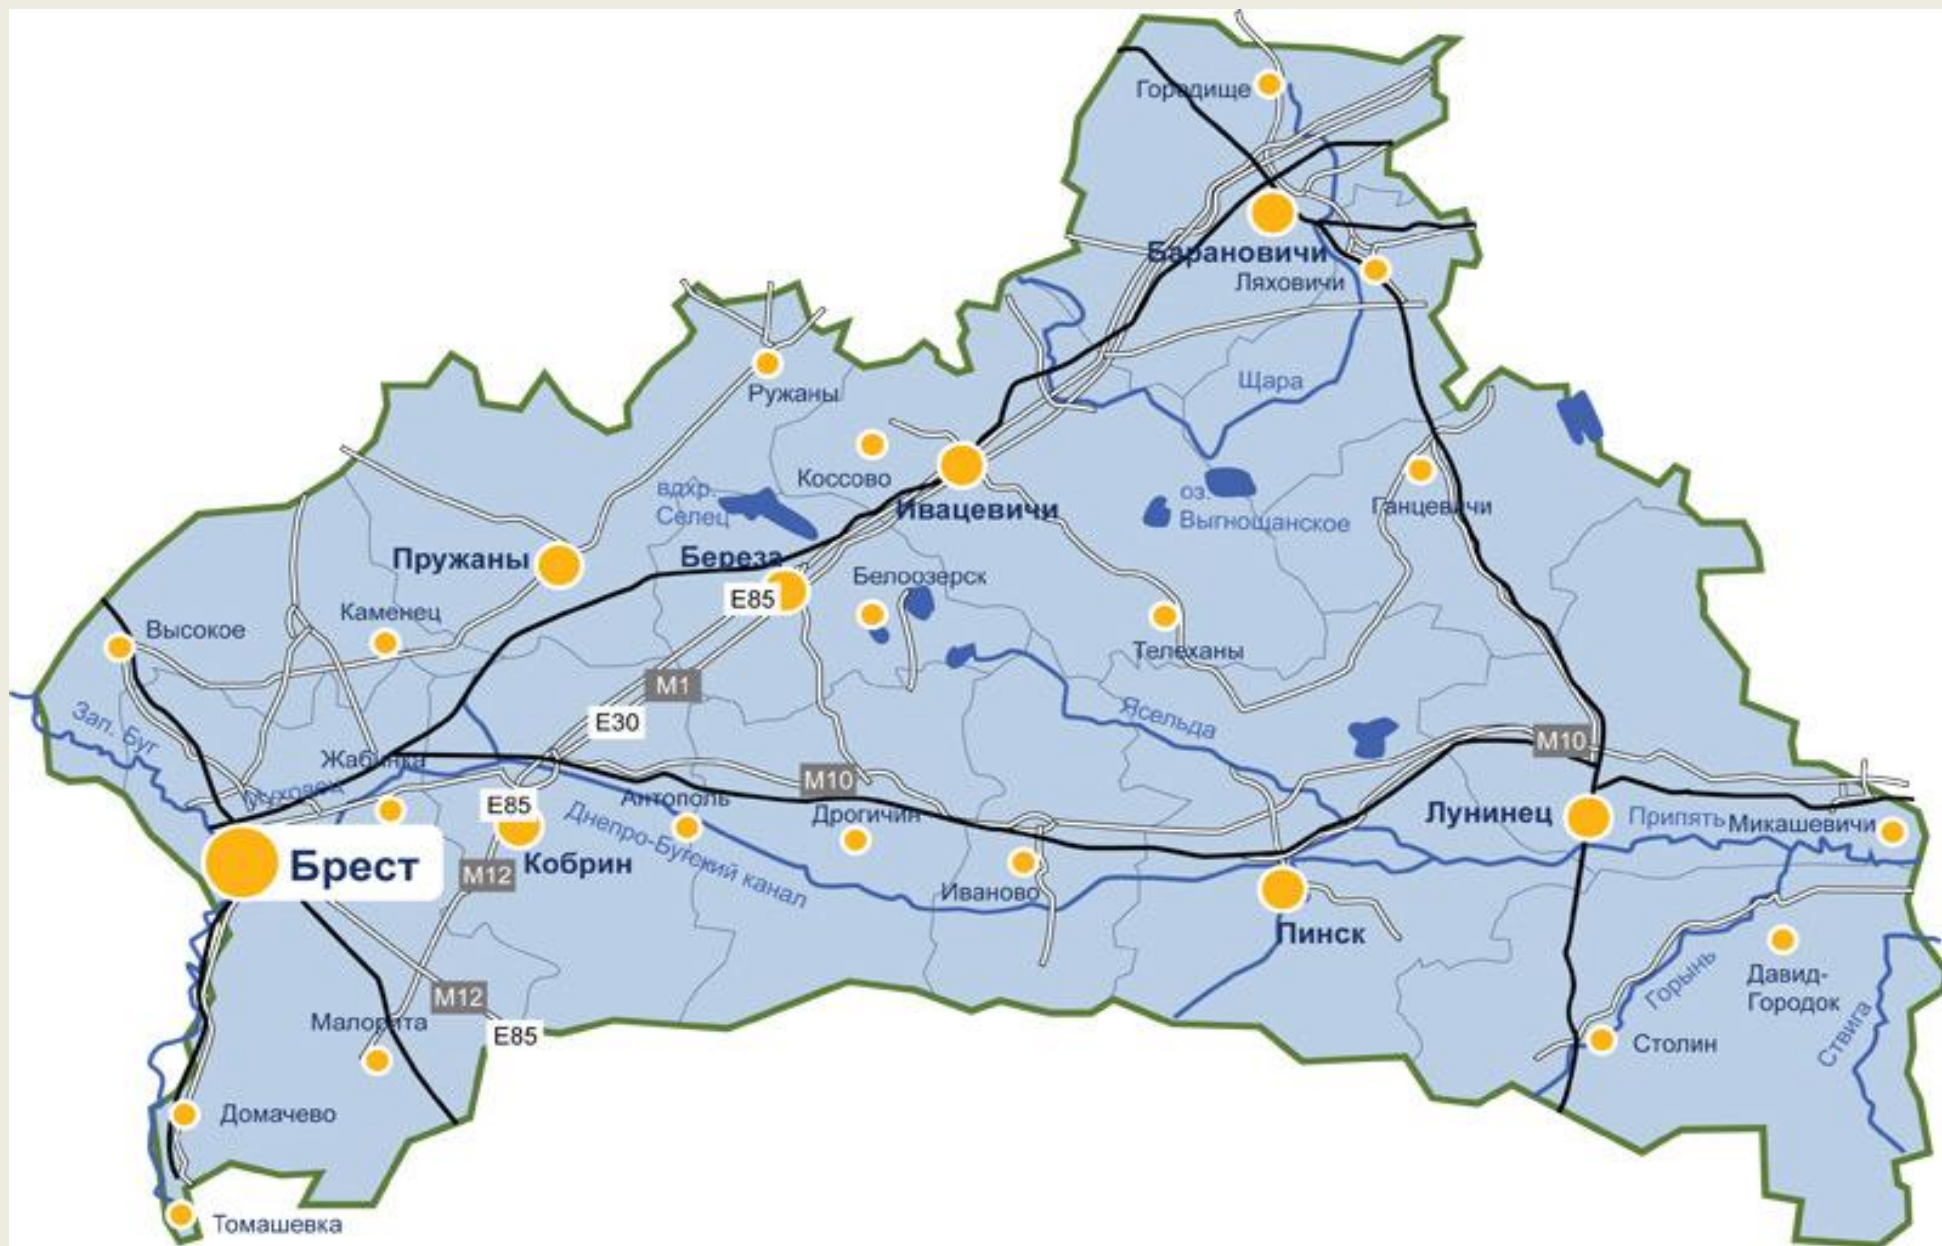 Городище
Барановичи
Ляховичи
Ружаны
Щара
Коссово
вдхр.
Селец
Ивацевичи
оз.
Выгнощанское
Ганцевичи
Пружаны
Береза
Белоозерск
E85
Каменец
Высокое
Телеханы
M1
E30
Ясельда
Зап. Буг
M10
Жабинка
M10
Мухавец
E85
Антополь
Дрогичин
Днепро-Бугский канал
Лунинец
Припять
Микашевичи
Брест
M12
Кобрин
Иваново
Пинск
Горынь
Давид-
Городок
M12
Малорита
E85
Столин
Ствига
Домачево
Томашевка